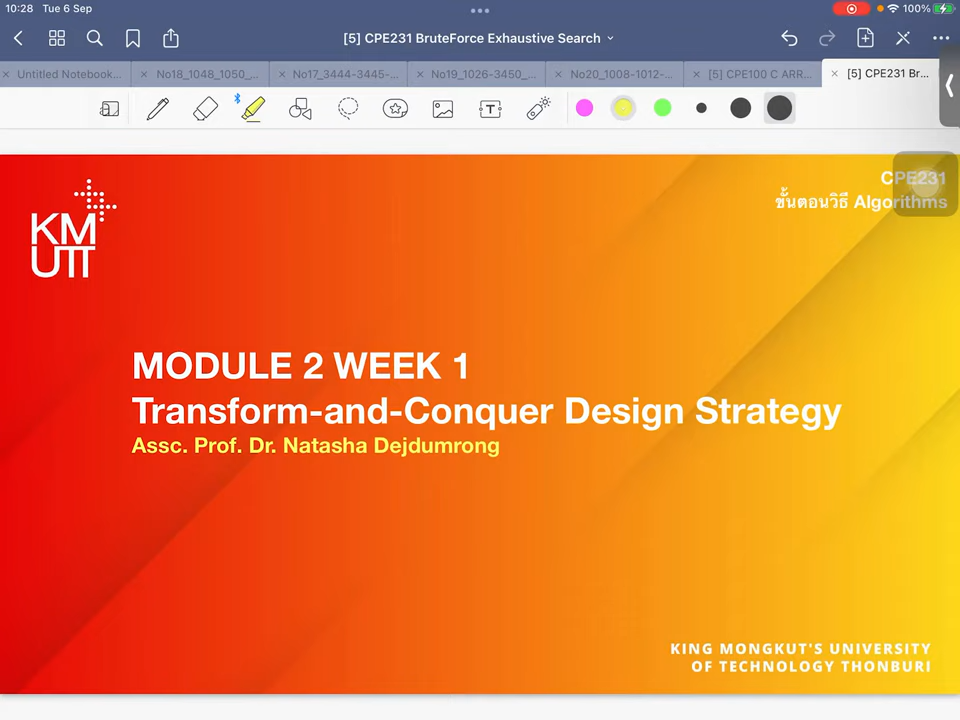 10:28 Tue 6 Sep
100%
[5] CPE231 BruteForce Exhaustive Search
Untitled Notebook...
No18_1048_1050_...
No17_3444-3445-...
No19_1026-3450_...
No20_1008-1012-...
[5] CPE100 C ARR...
[5] CPE231 Br...
T
CPE231
ขั้นตอนวิธี Algorithms
KM
UTT
MODULE 2 WEEK 1
Transform-and-Conquer Design Strategy
Assc. Prof. Dr. Natasha Dejdumrong
KING MONGKUT'S UNIVERSITY
OF TECHNOLOGY THONBURI